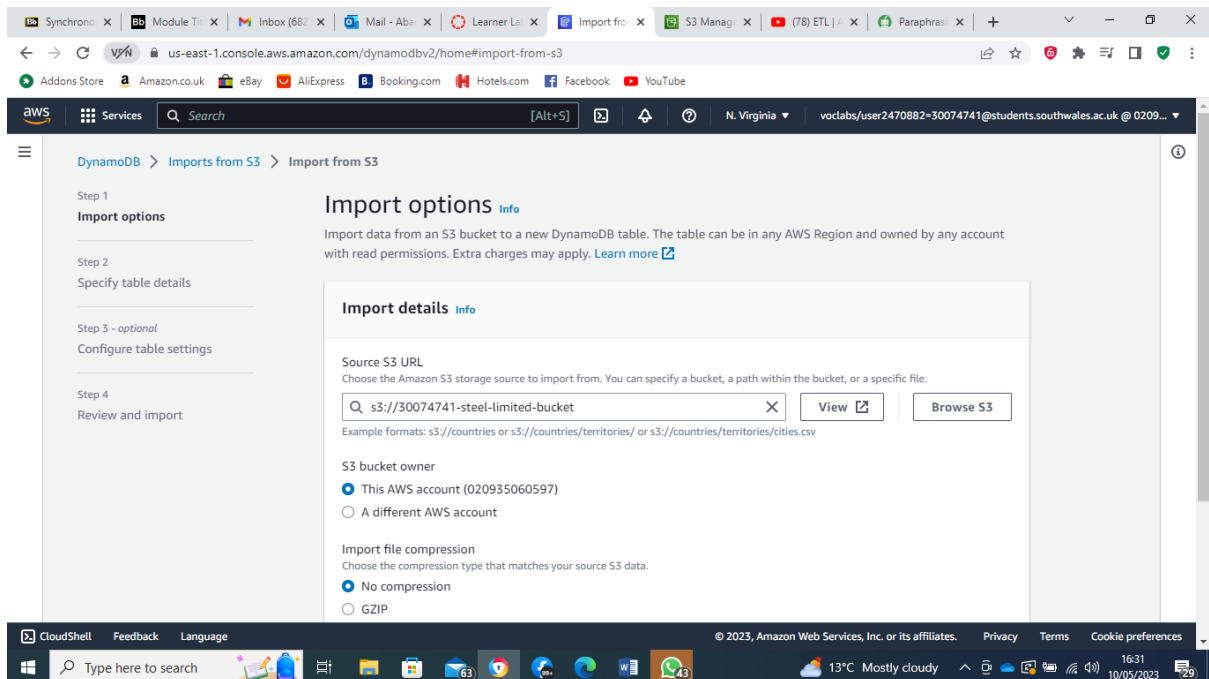 Synchrono
Module Tit
Inbox (682
Mail - Abas
Learner La
Import fro
S3 Manag
(78) ETL | A
Paraphrasi
VPN us-east-1.console.aws.amazon.com/dynamodbv2/home#import-from-s3
Addons Store Amazon.co.uk eBay AliExpress B. Booking.com Hotels.com Facebook YouTube
aws Services Search [Alt+S] N. Virginia voclabs/user2470882=30074741@students.southwales.ac.uk @ 0209...
DynamoDB > Imports from S3 > Import from S3
Step 1
Import options
Step 2
Specify table details
Step 3 - optional
Configure table settings
Step 4
Review and import
Import options Info
Import data from an S3 bucket to a new DynamoDB table. The table can be in any AWS Region and owned by any account
with read permissions. Extra charges may apply. Learn more
Import details Info
Source S3 URL
Choose the Amazon S3 storage source to import from. You can specify a bucket, a path within the bucket, or a specific file.
s3://30074741-steel-limited-bucket View Browse S3
Example formats: s3://countries or s3://countries/territories/ or s3://countries/territories/cities.csv
S3 bucket owner
This AWS account (020935060597)
A different AWS account
Import file compression
Choose the compression type that matches your source S3 data.
No compression
GZIP
CloudShell Feedback Language © 2023, Amazon Web Services, Inc. or its affiliates. Privacy Terms Cookie preferences
Type here to search 63 99+ 43 13°C Mostly cloudy 16:31
10/05/2023 29